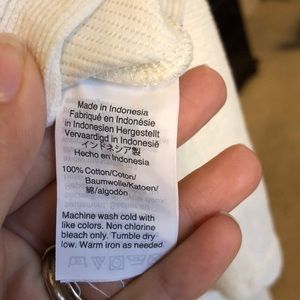 Made in Indonesia
Fabriqué en Indonésie
in Indonesien Hergestellt
Vervaardigd in Indonesië
インドネシア製
Hecho en Indonesia
100% Cotton/Coton/
Baumwolle/Katoen/
綿/algodón
Machine wash cold with
like colors. Non chlorine
bleach only. Tumble dry
low. Warm iron as needed.